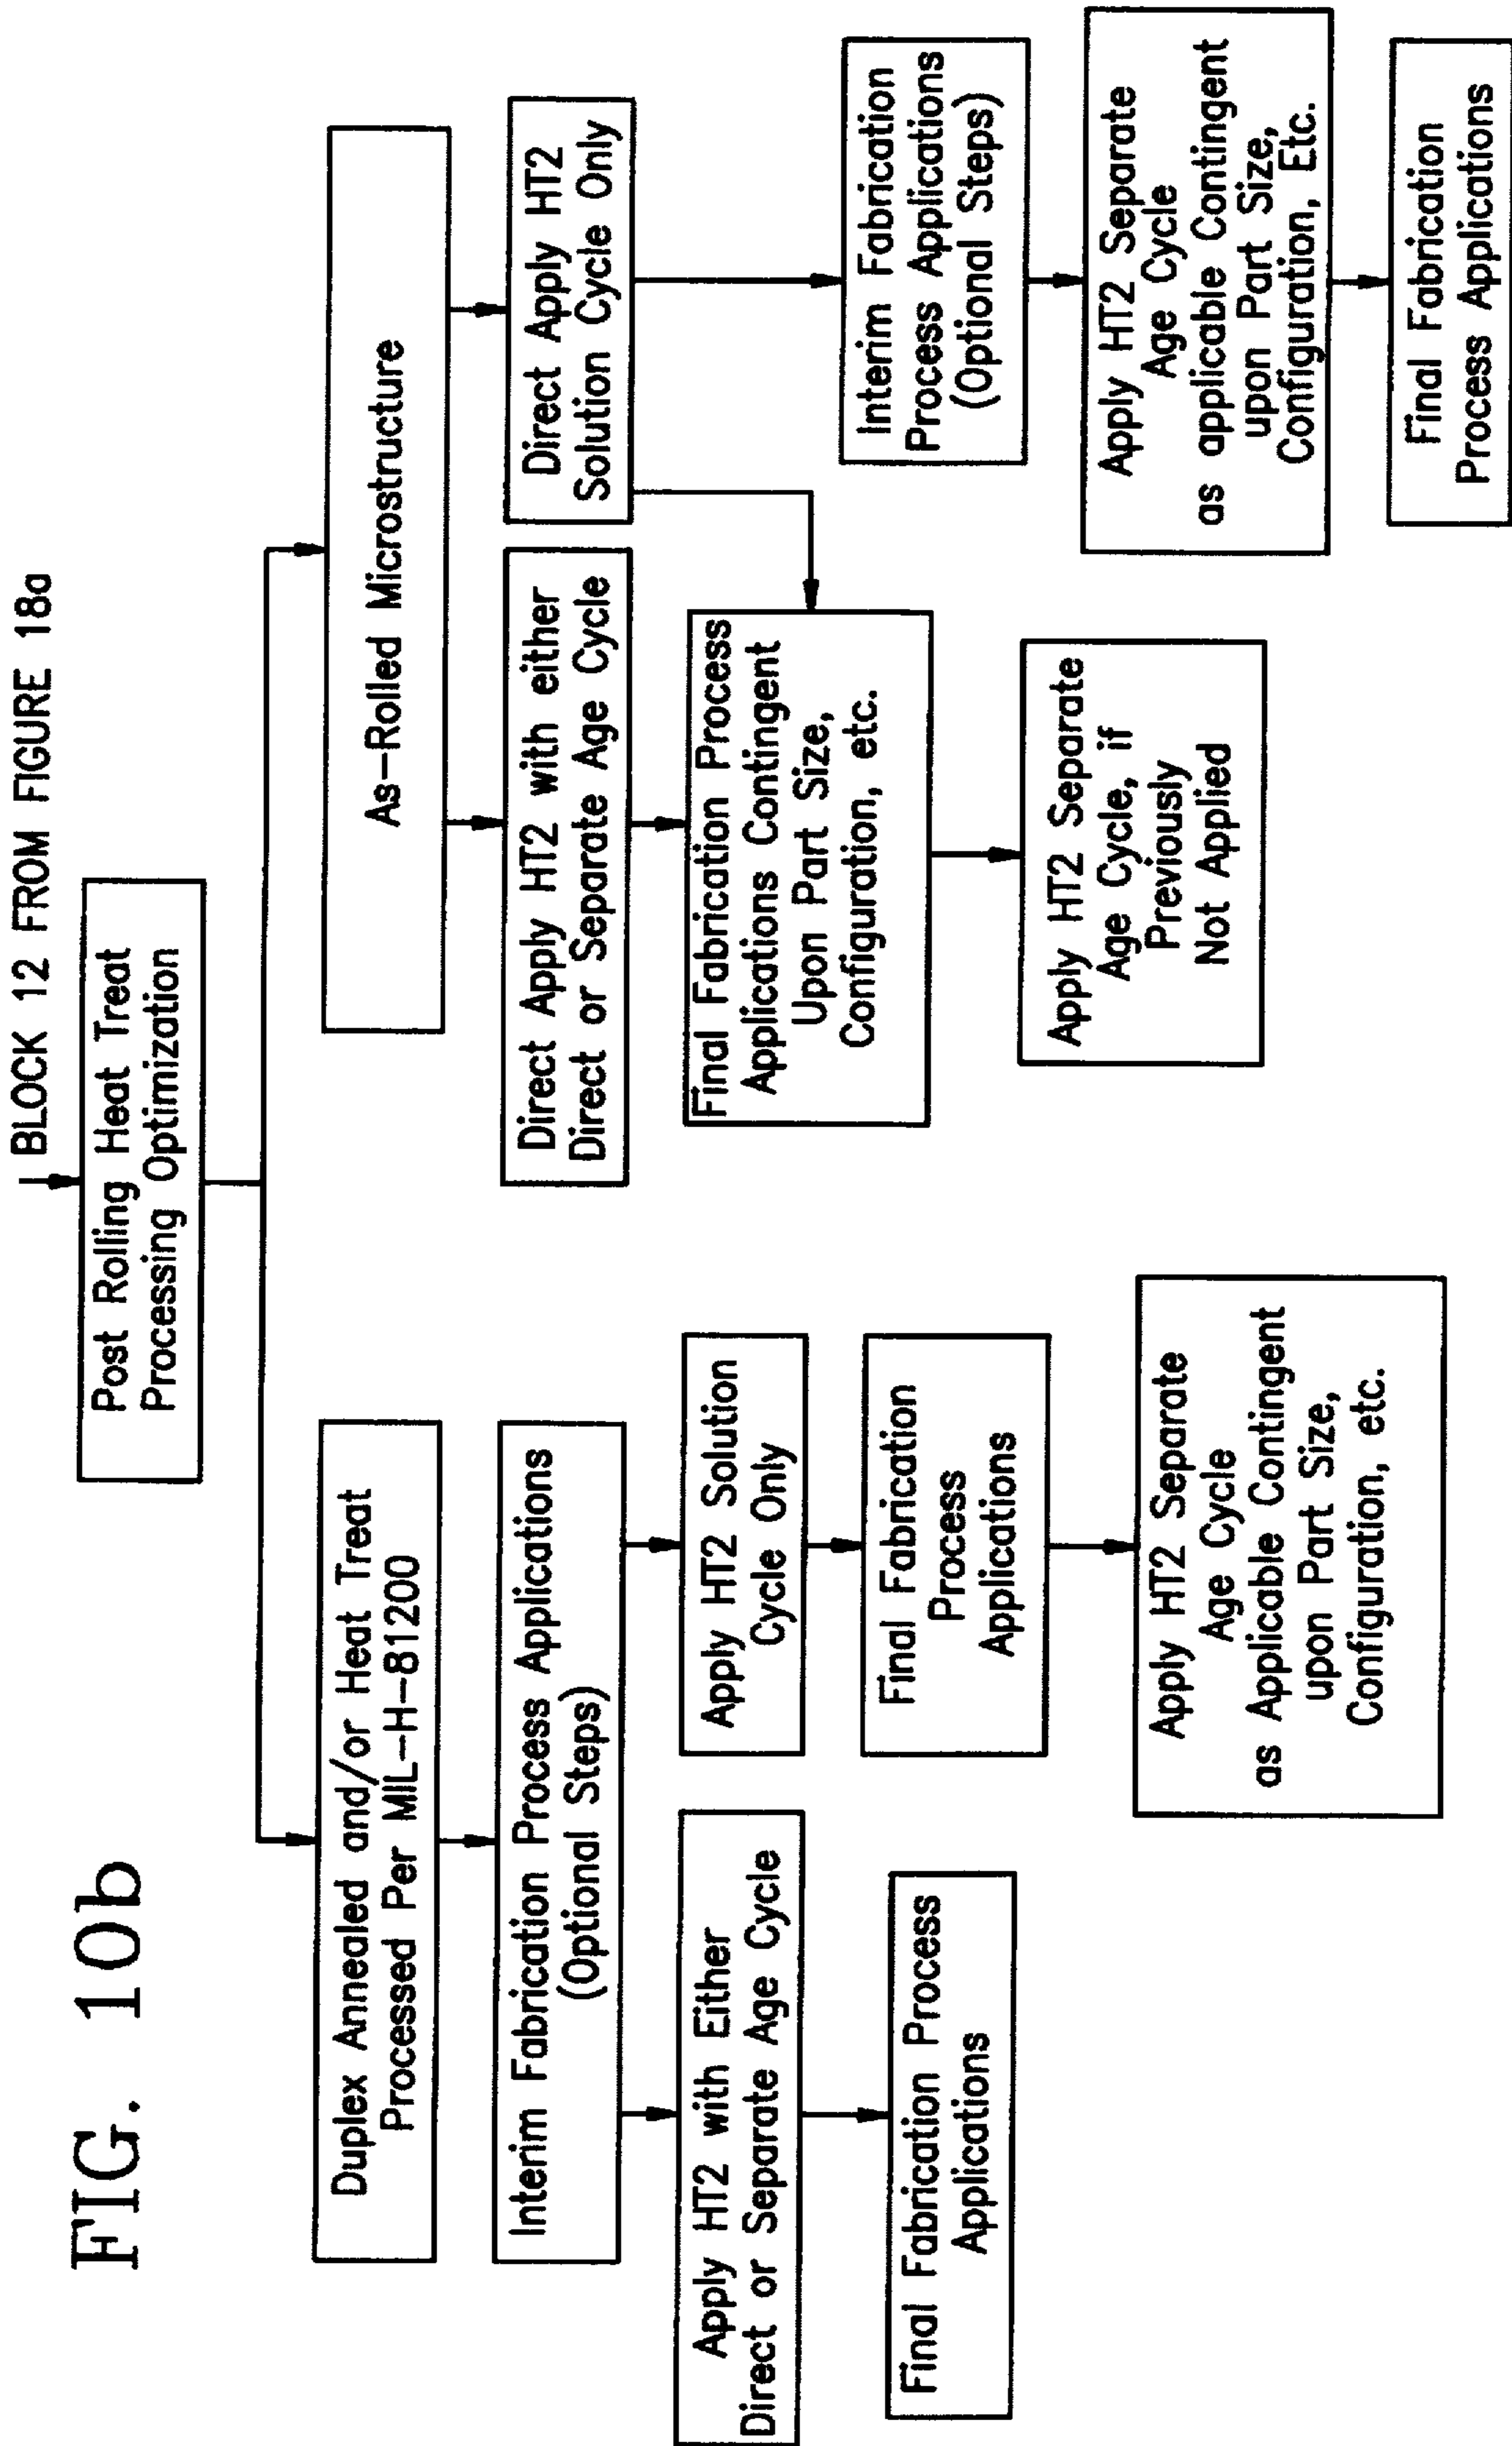 FIG. 10b
BLOCK 12 FROM FIGURE 18a
Post Rolling Heat Treat
Processing Optimization
Duplex Annealed and/or Heat Treat
Processed Per MIL-H-81200
Interim Fabrication Process Applications
(Optional Steps)
Apply HT2 with Either
Direct or Separate Age Cycle
Final Fabrication Process
Applications
Apply HT2 Solution
Cycle Only
Final Fabrication
Process
Applications
Apply HT2 Separate
Age Cycle
as Applicable Contingent
upon Part Size,
Configuration, etc.
As-Rolled Microstructure
Direct Apply HT2 with either
Direct or Separate Age Cycle
Final Fabrication Process
Applications Contingent
Upon Part Size,
Configuration, etc.
Apply HT2 Separate
Age Cycle, if
Previously
Not Applied
Direct Apply HT2
Solution Cycle Only
Interim Fabrication
Process Applications
(Optional Steps)
Apply HT2 Separate
Age Cycle
as applicable Contingent
upon Part Size,
Configuration, Etc.
Final Fabrication
Process Applications